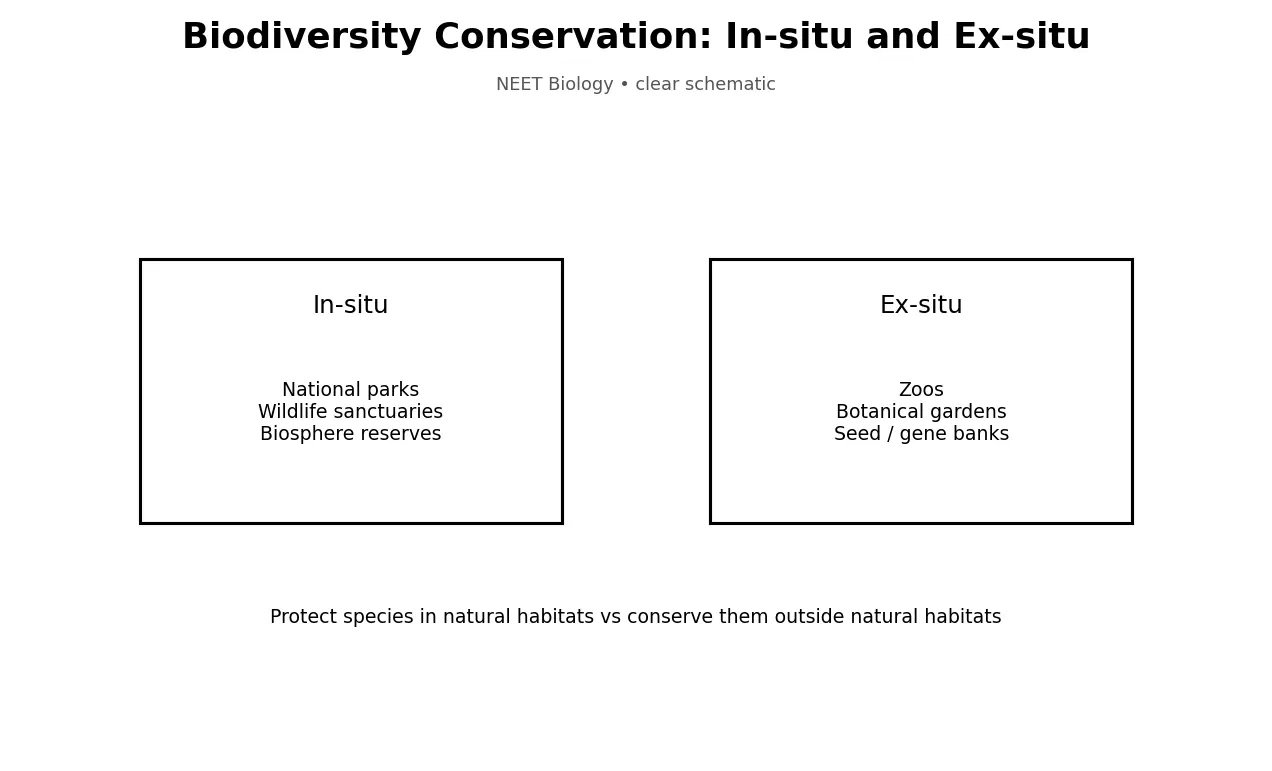 Biodiversity Conservation: In-situ and Ex-situ
NEET Biology • clear schematic
In-situ
National parks
Wildlife sanctuaries
Biosphere reserves
Ex-situ
Zoos
Botanical gardens
Seed / gene banks
Protect species in natural habitats vs conserve them outside natural habitats